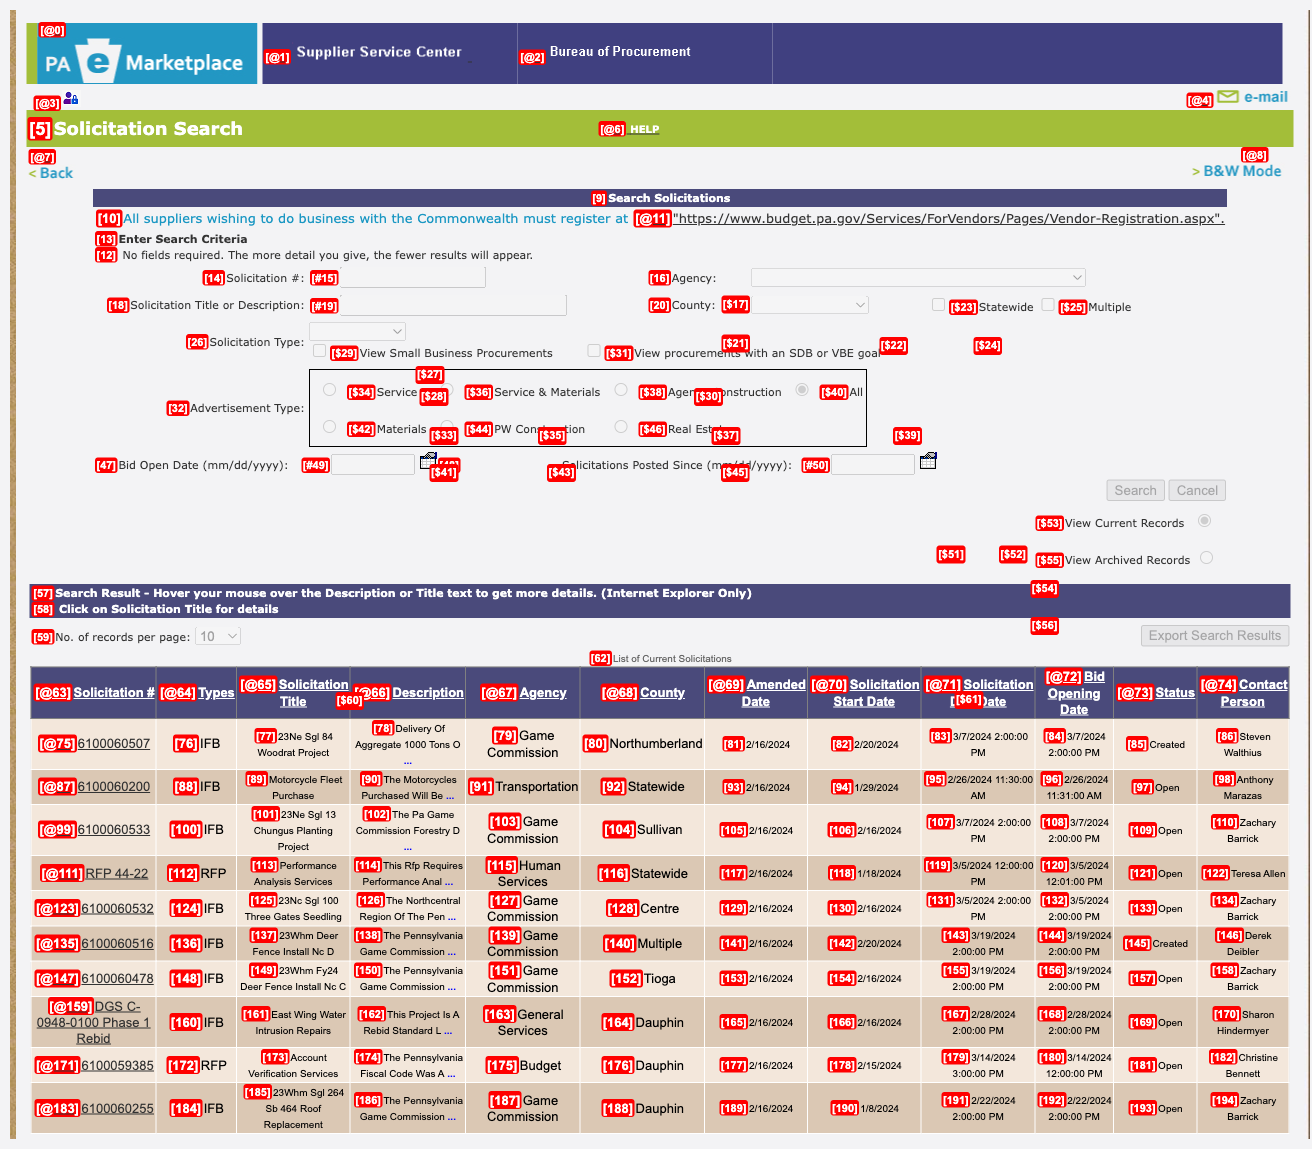 [@0]
PA e Marketplace
[@1] Supplier Service Center
[@2] Bureau of Procurement
[@3]
[@4] e-mail
[5] Solicitation Search
[@6] HELP
[@7]
[@8]
< Back
> B&W Mode
[9] Search Solicitations
[10] All suppliers wishing to do business with the Commonwealth must register at [@11] "https://www.budget.pa.gov/Services/ForVendors/Pages/Vendor-Registration.aspx".
[13] Enter Search Criteria
[12] No fields required. The more detail you give, the fewer results will appear.
[14] Solicitation #: [#15]
[16] Agency:
[18] Solicitation Title or Description: [#19]
[20] County: [$17]
[$23] Statewide [$25] Multiple
[26] Solicitation Type:
[$21] [$22] [$24]
[$29] View Small Business Procurements
[$31] View procurements with an SDB or VBE goal
[$27]
[$34] Service [$28] [$36] Service & Materials [$38] Agency Construction [$30] [$40] All
[32] Advertisement Type:
[$42] Materials [$33] [$44] PW Construction [$35] [$46] Real Estate [$37] [$39]
[47] Bid Open Date (mm/dd/yyyy): [#49]
Solicitations Posted Since (mm/dd/yyyy): [#50]
[$41] [$43] [$45]
Search Cancel
[$53] View Current Records
[$51] [$52] [$55] View Archived Records
[57] Search Result - Hover your mouse over the Description or Title text to get more details. (Internet Explorer Only) [$54]
[58] Click on Solicitation Title for details
[59] No. of records per page: 10
[$56]
Export Search Results
[62] List of Current Solicitations
[@63] Solicitation # [@64] Types [@65] Solicitation Title [$60] [@66] Description [@67] Agency [@68] County [@69] Amended Date [@70] Solicitation Start Date [@71] Solicitation [$61] Date [@72] Bid Opening Date [@73] Status [@74] Contact Person
[@75] 6100060507 [76] IFB [77] 23Ne Sgl 84 Woodrat Project [78] Delivery Of Aggregate 1000 Tons O ... [79] Game Commission [80] Northumberland [81] 2/16/2024 [82] 2/20/2024 [83] 3/7/2024 2:00:00 PM [84] 3/7/2024 2:00:00 PM [85] Created [86] Steven Walthius
[@87] 6100060200 [88] IFB [89] Motorcycle Fleet Purchase [90] The Motorcycles Purchased Will Be ... [91] Transportation [92] Statewide [93] 2/16/2024 [94] 1/29/2024 [95] 2/26/2024 11:30:00 AM [96] 2/26/2024 11:31:00 AM [97] Open [98] Anthony Marazas
[@99] 6100060533 [100] IFB [101] 23Ne Sgl 13 Chungus Planting Project [102] The Pa Game Commission Forestry D ... [103] Game Commission [104] Sullivan [105] 2/16/2024 [106] 2/16/2024 [107] 3/7/2024 2:00:00 PM [108] 3/7/2024 2:00:00 PM [109] Open [110] Zachary Barrick
[@111] RFP 44-22 [112] RFP [113] Performance Analysis Services [114] This Rfp Requires Performance Anal ... [115] Human Services [116] Statewide [117] 2/16/2024 [118] 1/18/2024 [119] 3/5/2024 12:00:00 PM [120] 3/5/2024 12:01:00 PM [121] Open [122] Teresa Allen
[@123] 6100060532 [124] IFB [125] 23Nc Sgl 100 Three Gates Seedling [126] The Northcentral Region Of The Pen ... [127] Game Commission [128] Centre [129] 2/16/2024 [130] 2/16/2024 [131] 3/5/2024 2:00:00 PM [132] 3/5/2024 2:00:00 PM [133] Open [134] Zachary Barrick
[@135] 6100060516 [136] IFB [137] 23Whm Deer Fence Install Nc D [138] The Pennsylvania Game Commission ... [139] Game Commission [140] Multiple [141] 2/16/2024 [142] 2/20/2024 [143] 3/19/2024 2:00:00 PM [144] 3/19/2024 2:00:00 PM [145] Created [146] Derek Deibler
[@147] 6100060478 [148] IFB [149] 23Whm Fy24 Deer Fence Install Nc C [150] The Pennsylvania Game Commission ... [151] Game Commission [152] Tioga [153] 2/16/2024 [154] 2/16/2024 [155] 3/19/2024 2:00:00 PM [156] 3/19/2024 2:00:00 PM [157] Open [158] Zachary Barrick
[@159] DGS C-0948-0100 Phase 1 Rebid [160] IFB [161] East Wing Water Intrusion Repairs [162] This Project Is A Rebid Standard L ... [163] General Services [164] Dauphin [165] 2/16/2024 [166] 2/16/2024 [167] 2/28/2024 2:00:00 PM [168] 2/28/2024 2:00:00 PM [169] Open [170] Sharon Hindermyer
[@171] 6100059385 [172] RFP [173] Account Verification Services [174] The Pennsylvania Fiscal Code Was A ... [175] Budget [176] Dauphin [177] 2/16/2024 [178] 2/15/2024 [179] 3/14/2024 3:00:00 PM [180] 3/14/2024 12:00:00 PM [181] Open [182] Christine Bennett
[@183] 6100060255 [184] IFB [185] 23Whm Sgl 264 Sb 464 Roof Replacement [186] The Pennsylvania Game Commission ... [187] Game Commission [188] Dauphin [189] 2/16/2024 [190] 1/8/2024 [191] 2/22/2024 2:00:00 PM [192] 2/22/2024 2:00:00 PM [193] Open [194] Zachary Barrick